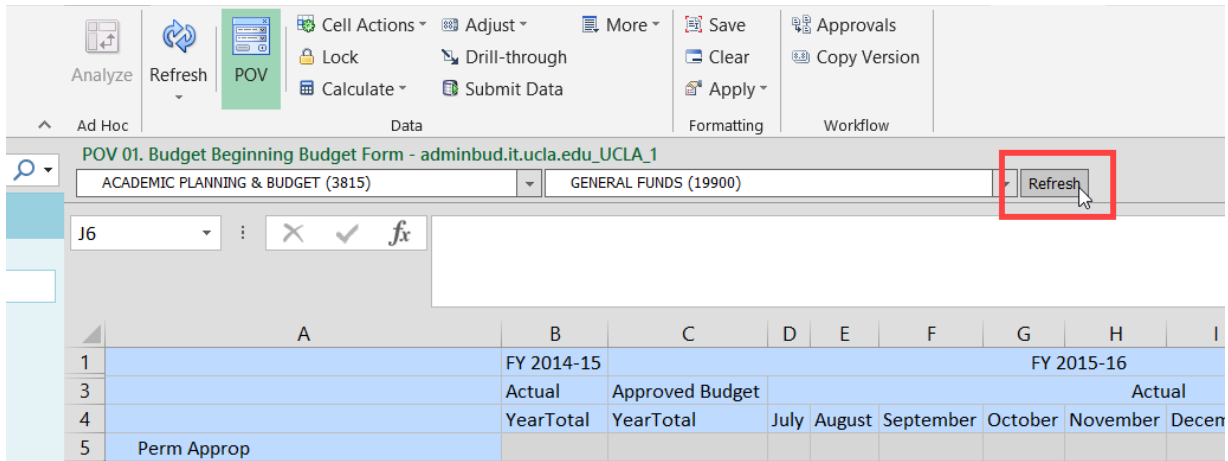 Cell Actions Adjust More Save Approvals
Analyze Refresh POV Lock Drill-through Clear Copy Version
Calculate Submit Data Apply
Ad Hoc Data Formatting Workflow
POV 01. Budget Beginning Budget Form - adminbud.it.ucla.edu_UCLA_1
ACADEMIC PLANNING & BUDGET (3815) GENERAL FUNDS (19900) Refresh
J6 fx
A B C D E F G H I
1 FY 2014-15 FY 2015-16
3 Actual Approved Budget Actual
4 YearTotal YearTotal July August September October November Decem
5 Perm Approp